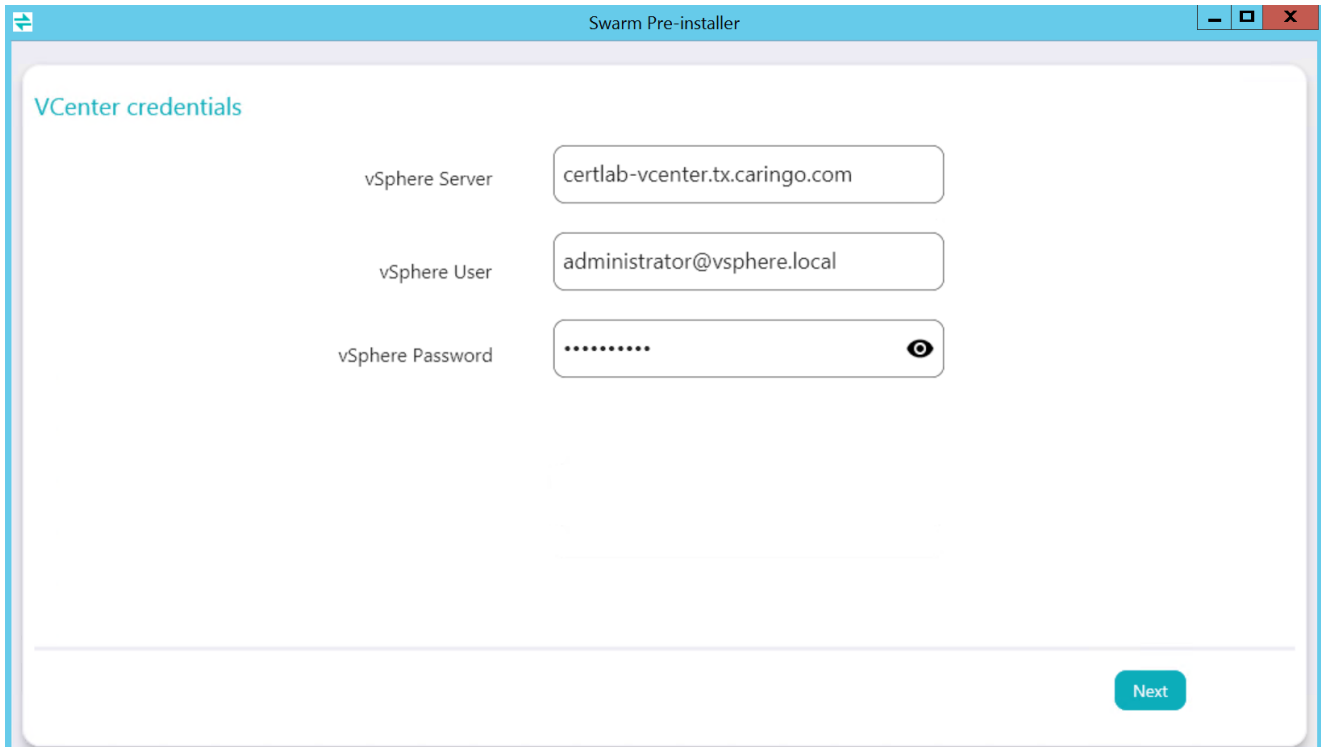 Swarm Pre-installer
X
VCenter credentials
vSphere Server
certlab-vcenter.tx.caringo.com
vSphere User
administrator@vsphere.local
vSphere Password
••••••••••
Next